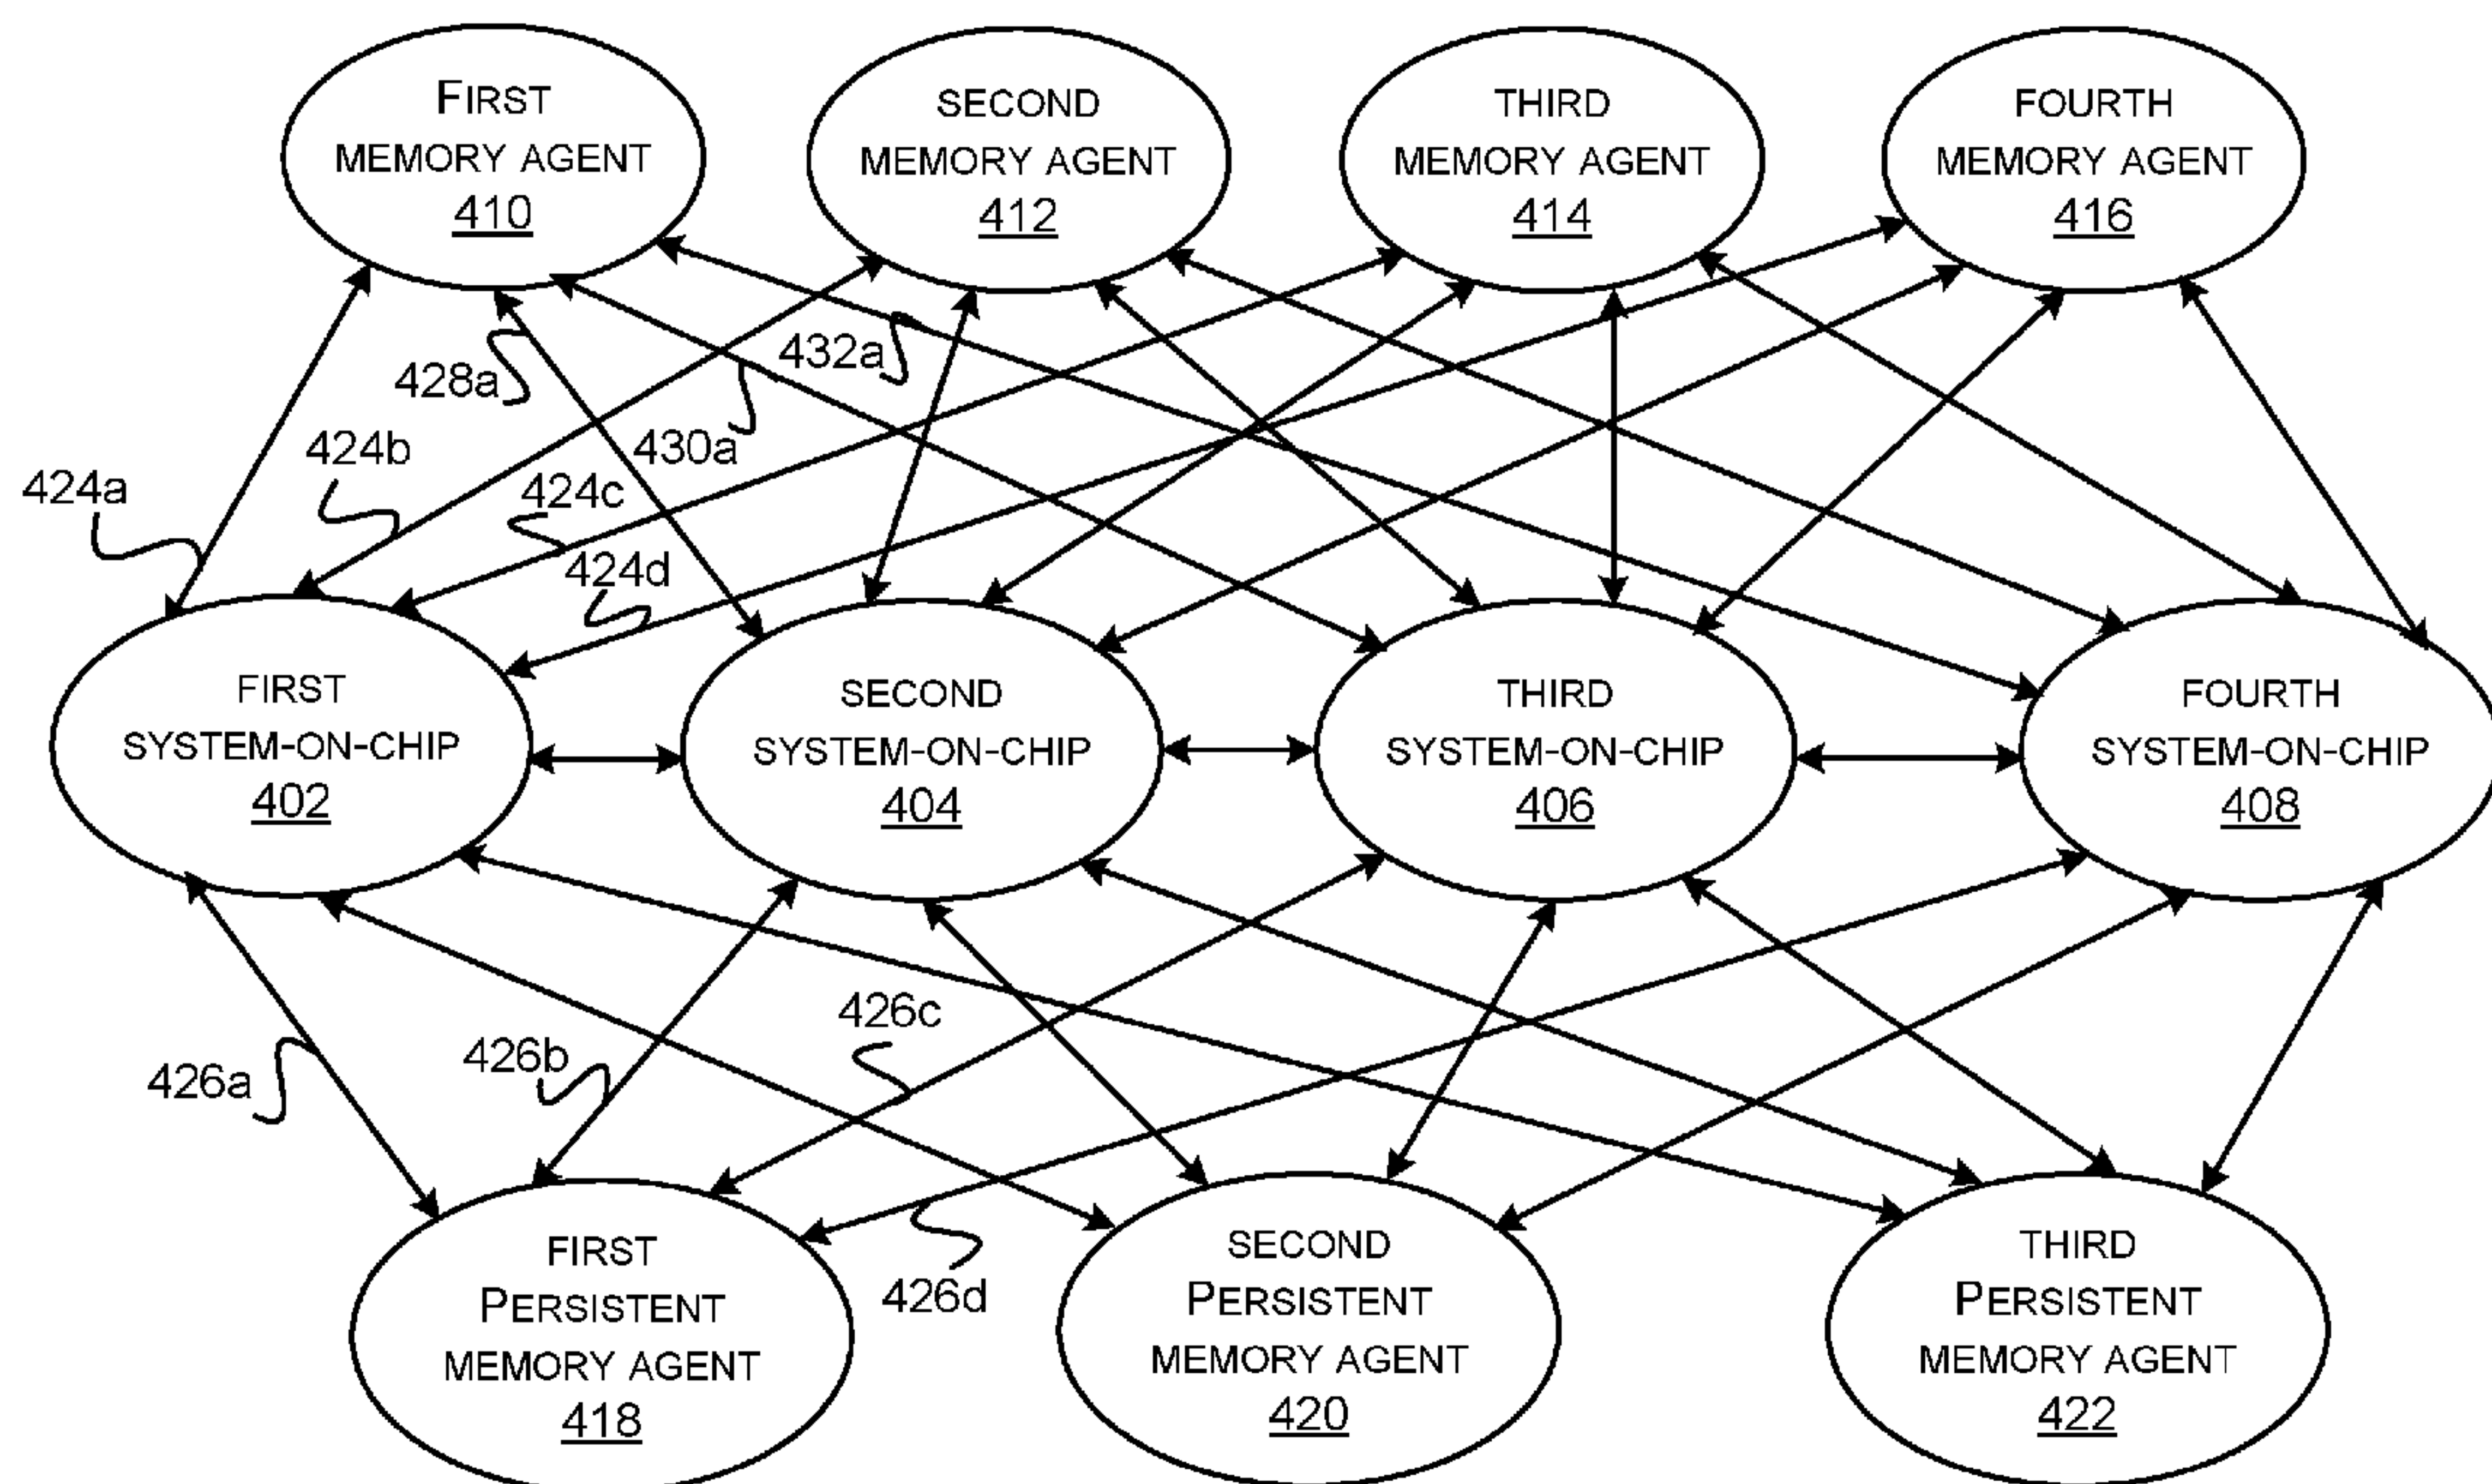 FIRST
MEMORY AGENT
410
SECOND
MEMORY AGENT
412
THIRD
MEMORY AGENT
414
FOURTH
MEMORY AGENT
416
432a
428a
430a
424b
424a
424c
424d
FIRST
SYSTEM-ON-CHIP
402
SECOND
SYSTEM-ON-CHIP
404
THIRD
SYSTEM-ON-CHIP
406
FOURTH
SYSTEM-ON-CHIP
408
426c
426b
426a
426d
FIRST
PERSISTENT
MEMORY AGENT
418
SECOND
PERSISTENT
MEMORY AGENT
420
THIRD
PERSISTENT
MEMORY AGENT
422